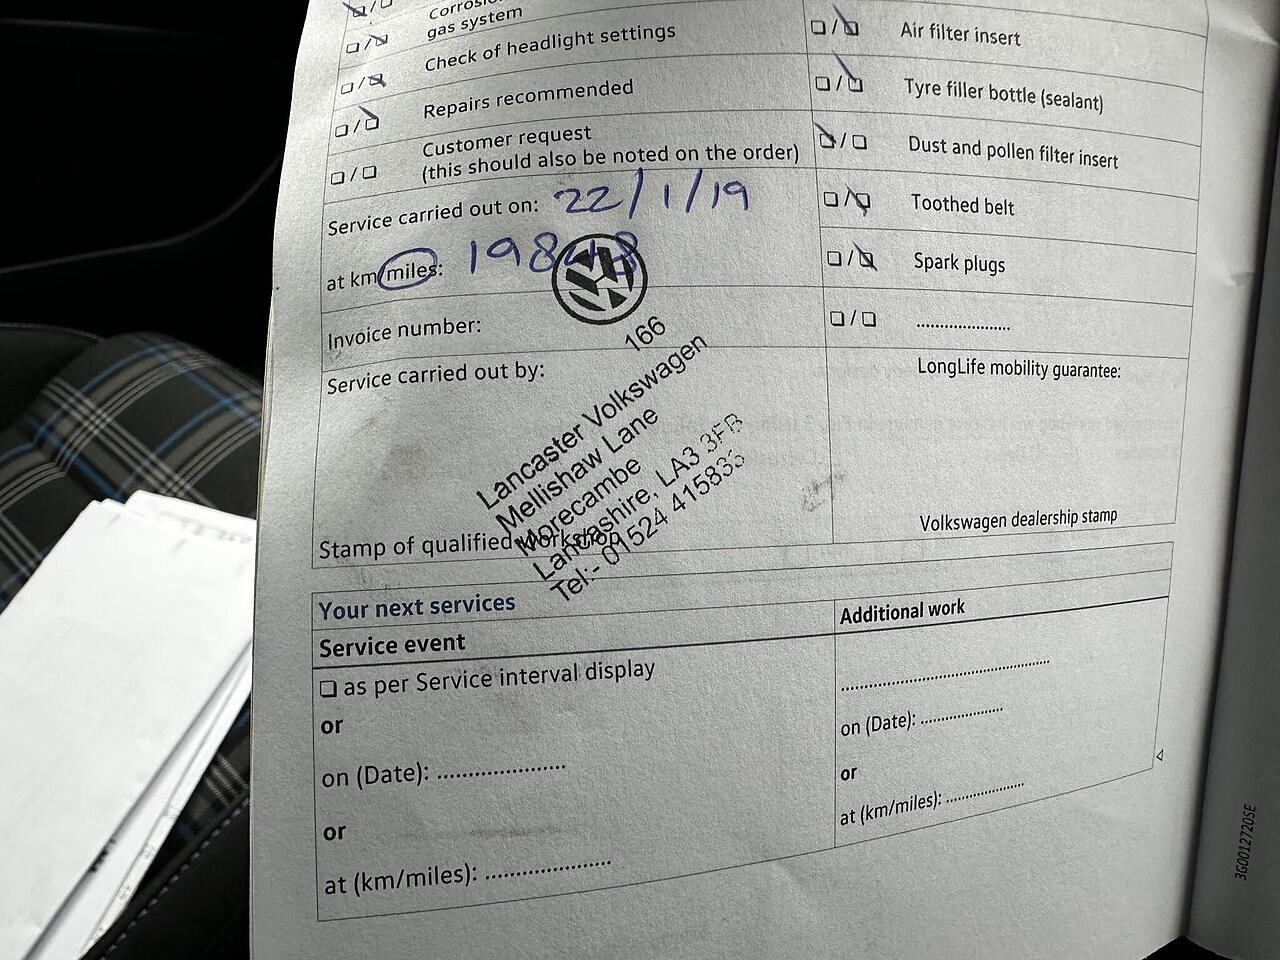 Corrosion
gas system
Check of headlight settings
Repairs recommended
Customer request
(this should also be noted on the order)
Service carried out on: 22/1/19
at km/miles: 19848
Invoice number:
Service carried out by:
166
Lancaster Volkswagen
Mellishaw Lane
Morecambe
Lancashire, LA3 3FB
Tel:- 01524 415833
Stamp of qualified workshop
Air filter insert
Tyre filler bottle (sealant)
Dust and pollen filter insert
Toothed belt
Spark plugs
.....................
LongLife mobility guarantee:
Volkswagen dealership stamp
Your next services
Service event
as per Service interval display
or
on (Date): .....................
or
at (km/miles): .....................
Additional work
...............................................
on (Date): ....................
or
at (km/miles): ....................
3G0012720SE